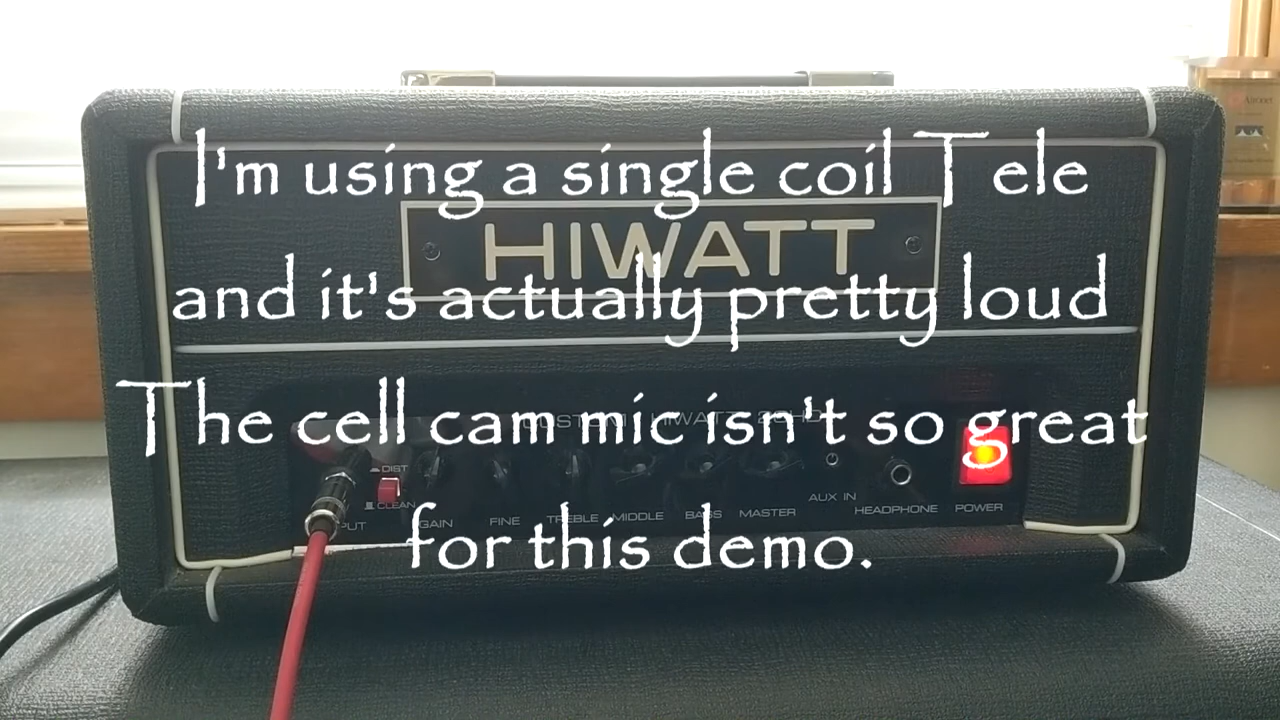 I'm using a single coil Tele
HIWATT
and it's actually pretty loud
The cell cam mic isn't so great
DIST
CLEAN
GAIN FINE TREBLE MIDDLE BASS MASTER AUX IN HEADPHONE POWER
for this demo.